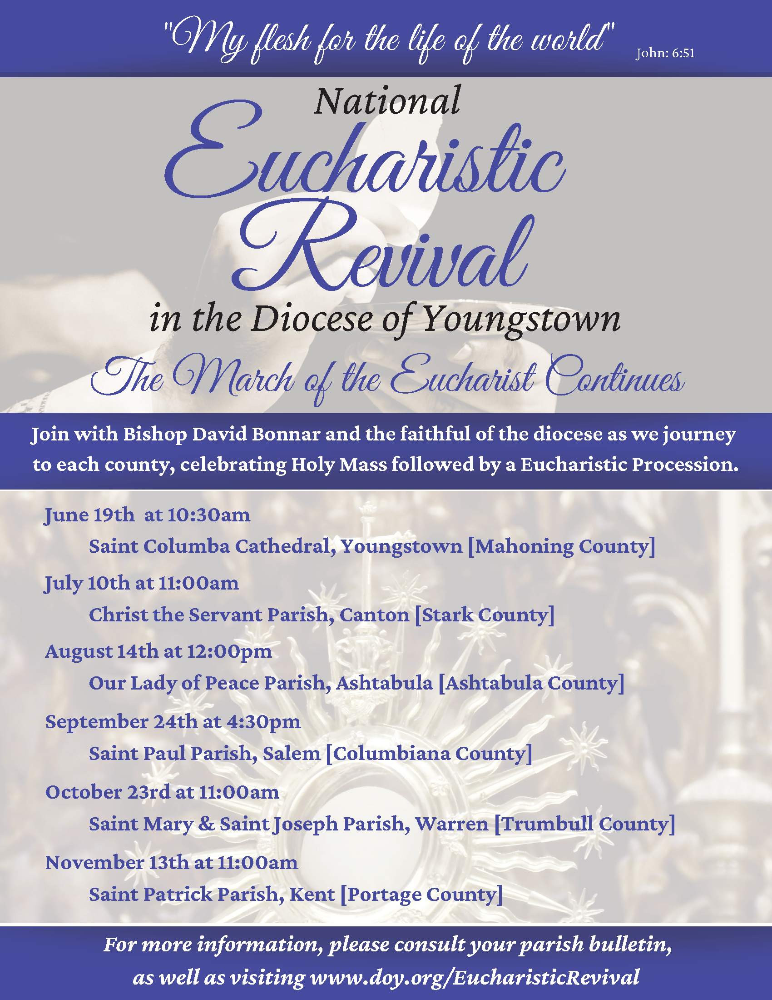 "My flesh for the life of the world" John: 6:51
National
Eucharistic
Revival
in the Diocese of Youngstown
The March of the Eucharist Continues
Join with Bishop David Bonnar and the faithful of the diocese as we journey
to each county, celebrating Holy Mass followed by a Eucharistic Procession.
June 19th at 10:30am
Saint Columba Cathedral, Youngstown [Mahoning County]
July 10th at 11:00am
Christ the Servant Parish, Canton [Stark County]
August 14th at 12:00pm
Our Lady of Peace Parish, Ashtabula [Ashtabula County]
September 24th at 4:30pm
Saint Paul Parish, Salem [Columbiana County]
October 23rd at 11:00am
Saint Mary & Saint Joseph Parish, Warren [Trumbull County]
November 13th at 11:00am
Saint Patrick Parish, Kent [Portage County]
For more information, please consult your parish bulletin,
as well as visiting www.doy.org/EucharisticRevival